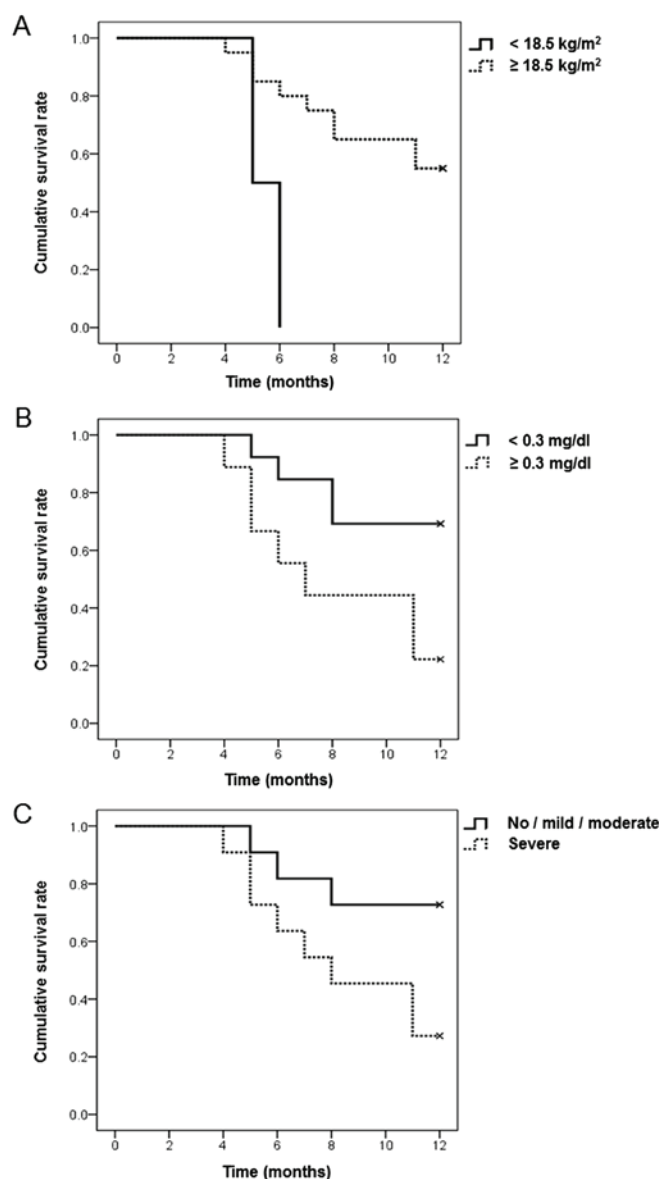 A
1.0
0.8
0.6
0.4
0.2
0.0
Cumulative survival rate
0 2 4 6 8 10 12
Time (months)
< 18.5 kg/m²
≥ 18.5 kg/m²
B
1.0
0.8
0.6
0.4
0.2
0.0
Cumulative survival rate
0 2 4 6 8 10 12
Time (months)
< 0.3 mg/dl
≥ 0.3 mg/dl
C
1.0
0.8
0.6
0.4
0.2
0.0
Cumulative survival rate
0 2 4 6 8 10 12
Time (months)
No / mild / moderate
Severe